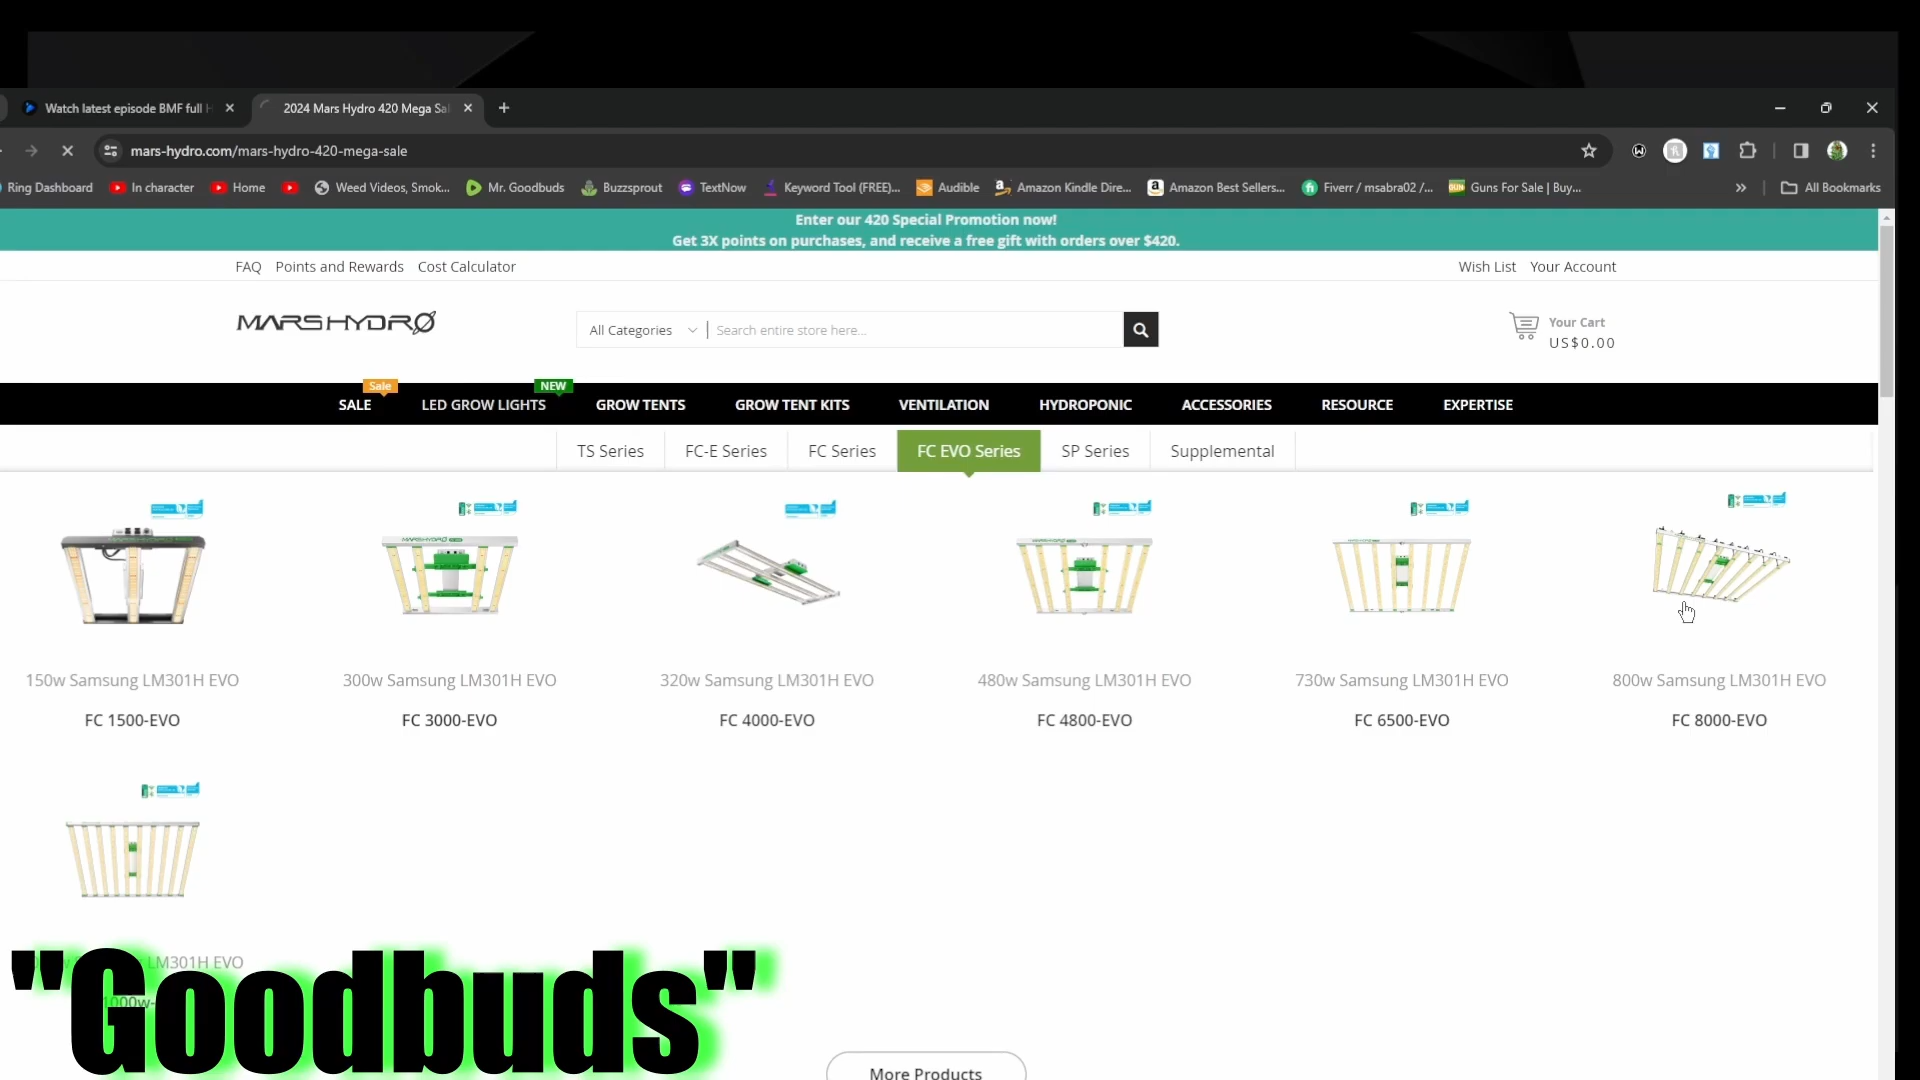 Watch latest episode BMF full H
2024 Mars Hydro 420 Mega Sal
mars-hydro.com/mars-hydro-420-mega-sale
Ring Dashboard
In character
Home
Weed Videos, Smok...
Mr. Goodbuds
Buzzsprout
TextNow
Keyword Tool (FREE)...
Audible
Amazon Kindle Dire...
Amazon Best Sellers...
Fiverr / msabra02 /...
Guns For Sale | Buy...
All Bookmarks
Enter our 420 Special Promotion now!
Get 3X points on purchases, and receive a free gift with orders over $420.
FAQ Points and Rewards Cost Calculator
Wish List Your Account
MARS HYDRO
All Categories
Search entire store here...
Your Cart
US$0.00
Sale
NEW
SALE LED GROW LIGHTS GROW TENTS GROW TENT KITS VENTILATION HYDROPONIC ACCESSORIES RESOURCE EXPERTISE
TS Series FC-E Series FC Series FC EVO Series SP Series Supplemental
150w Samsung LM301H EVO
FC 1500-EVO
300w Samsung LM301H EVO
FC 3000-EVO
320w Samsung LM301H EVO
FC 4000-EVO
480w Samsung LM301H EVO
FC 4800-EVO
730w Samsung LM301H EVO
FC 6500-EVO
800w Samsung LM301H EVO
FC 8000-EVO
LM301H EVO
1000w-
"Goodbuds"
More Products